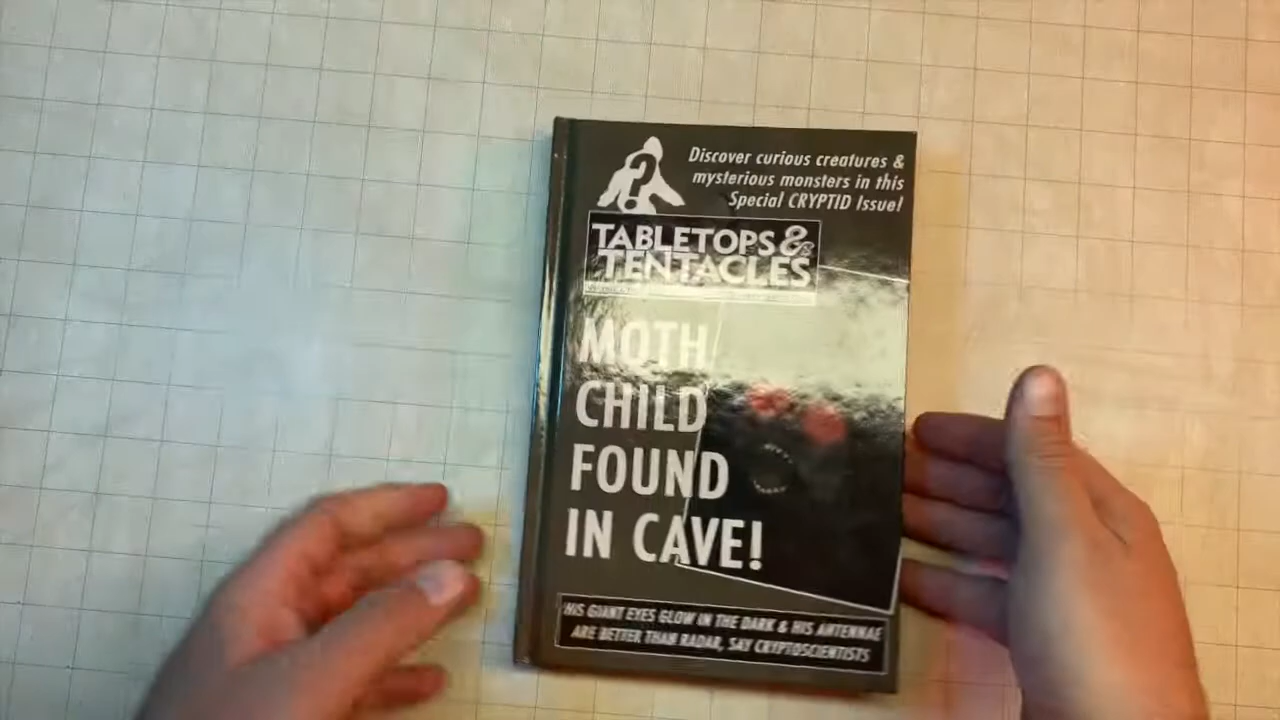 Discover curious creatures &
mysterious monsters in this
Special CRYPTID Issue!
?
TABLETOPS &
TENTACLES
MOTH
CHILD
FOUND
IN CAVE!
HIS GIANT EYES GLOW IN THE DARK & HIS ANTENNAE
ARE BETTER THAN RADAR, SAY CRYPTOSCIENTISTS